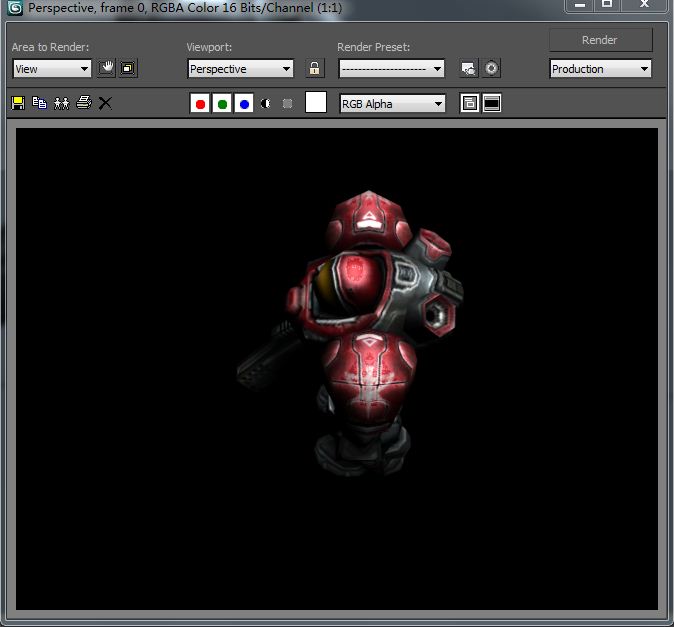 Perspective, frame 0, RGBA Color 16 Bits/Channel (1:1)
Area to Render: Viewport: Render Preset: Render
View Perspective -------------------- Production
RGB Alpha